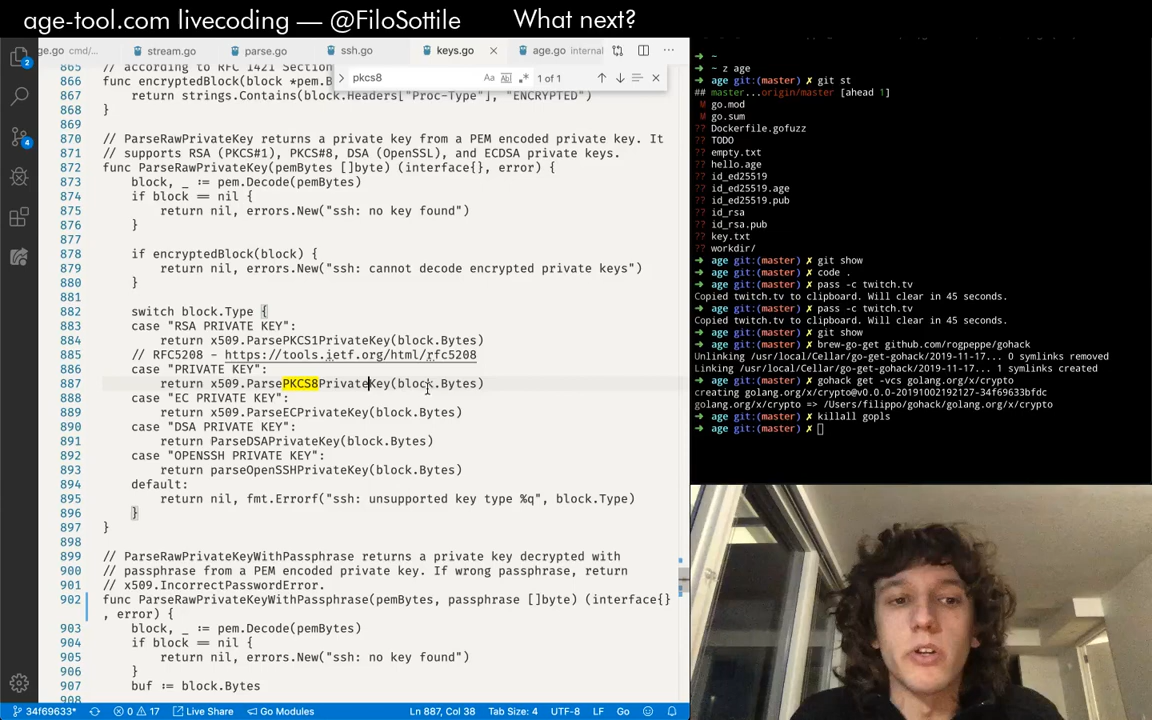 age-tool.com livecoding — @FiloSottile
What next?
ge.go cmd/...
stream.go
parse.go
ssh.go
keys.go
age.go internal
pkcs8
1 of 1
865 // according to RFC 1421 Section
866 func encryptedBlock(block *pem.B
867 return strings.Contains(block.Headers["Proc-Type"], "ENCRYPTED")
868 }
869
870 // ParseRawPrivateKey returns a private key from a PEM encoded private key. It
871 // supports RSA (PKCS#1), PKCS#8, DSA (OpenSSL), and ECDSA private keys.
872 func ParseRawPrivateKey(pemBytes []byte) (interface{}, error) {
873 block, _ := pem.Decode(pemBytes)
874 if block == nil {
875 return nil, errors.New("ssh: no key found")
876 }
877
878 if encryptedBlock(block) {
879 return nil, errors.New("ssh: cannot decode encrypted private keys")
880 }
881
882 switch block.Type {
883 case "RSA PRIVATE KEY":
884 return x509.ParsePKCS1PrivateKey(block.Bytes)
885 // RFC5208 - https://tools.ietf.org/html/rfc5208
886 case "PRIVATE KEY":
887 return x509.ParsePKCS8PrivateKey(block.Bytes)
888 case "EC PRIVATE KEY":
889 return x509.ParseECPrivateKey(block.Bytes)
890 case "DSA PRIVATE KEY":
891 return ParseDSAPrivateKey(block.Bytes)
892 case "OPENSSH PRIVATE KEY":
893 return parseOpenSSHPrivateKey(block.Bytes)
894 default:
895 return nil, fmt.Errorf("ssh: unsupported key type %q", block.Type)
896 }
897 }
898
899 // ParseRawPrivateKeyWithPassphrase returns a private key decrypted with
900 // passphrase from a PEM encoded private key. If wrong passphrase, return
901 // x509.IncorrectPasswordError.
902 func ParseRawPrivateKeyWithPassphrase(pemBytes, passphrase []byte) (interface{}
, error) {
903 block, _ := pem.Decode(pemBytes)
904 if block == nil {
905 return nil, errors.New("ssh: no key found")
906 }
907 buf := block.Bytes
908
34f69633* 0 17 Live Share Go Modules Ln 887, Col 38 Tab Size: 4 UTF-8 LF Go
2
4
➜ ~
➜ ~ z age
➜ age git:(master) ✗ git st
## master...origin/master [ahead 1]
M go.mod
M go.sum
?? Dockerfile.gofuzz
?? TODO
?? empty.txt
?? hello.age
?? id_ed25519
?? id_ed25519.age
?? id_ed25519.pub
?? id_rsa
?? id_rsa.pub
?? key.txt
?? workdir/
➜ age git:(master) ✗ git show
➜ age git:(master) ✗ code .
➜ age git:(master) ✗ pass -c twitch.tv
Copied twitch.tv to clipboard. Will clear in 45 seconds.
➜ age git:(master) ✗ pass -c twitch.tv
Copied twitch.tv to clipboard. Will clear in 45 seconds.
➜ age git:(master) ✗ git show
➜ age git:(master) ✗ brew-go-get github.com/rogpeppe/gohack
Unlinking /usr/local/Cellar/go-get-gohack/2019-11-17... 0 symlinks removed
Linking /usr/local/Cellar/go-get-gohack/2019-11-17... 1 symlinks created
➜ age git:(master) ✗ gohack get -vcs golang.org/x/crypto
creating golang.org/x/crypto@v0.0.0-20191002192127-34f69633bfdc
golang.org/x/crypto => /Users/filippo/gohack/golang.org/x/crypto
➜ age git:(master) ✗ killall gopls
➜ age git:(master) ✗